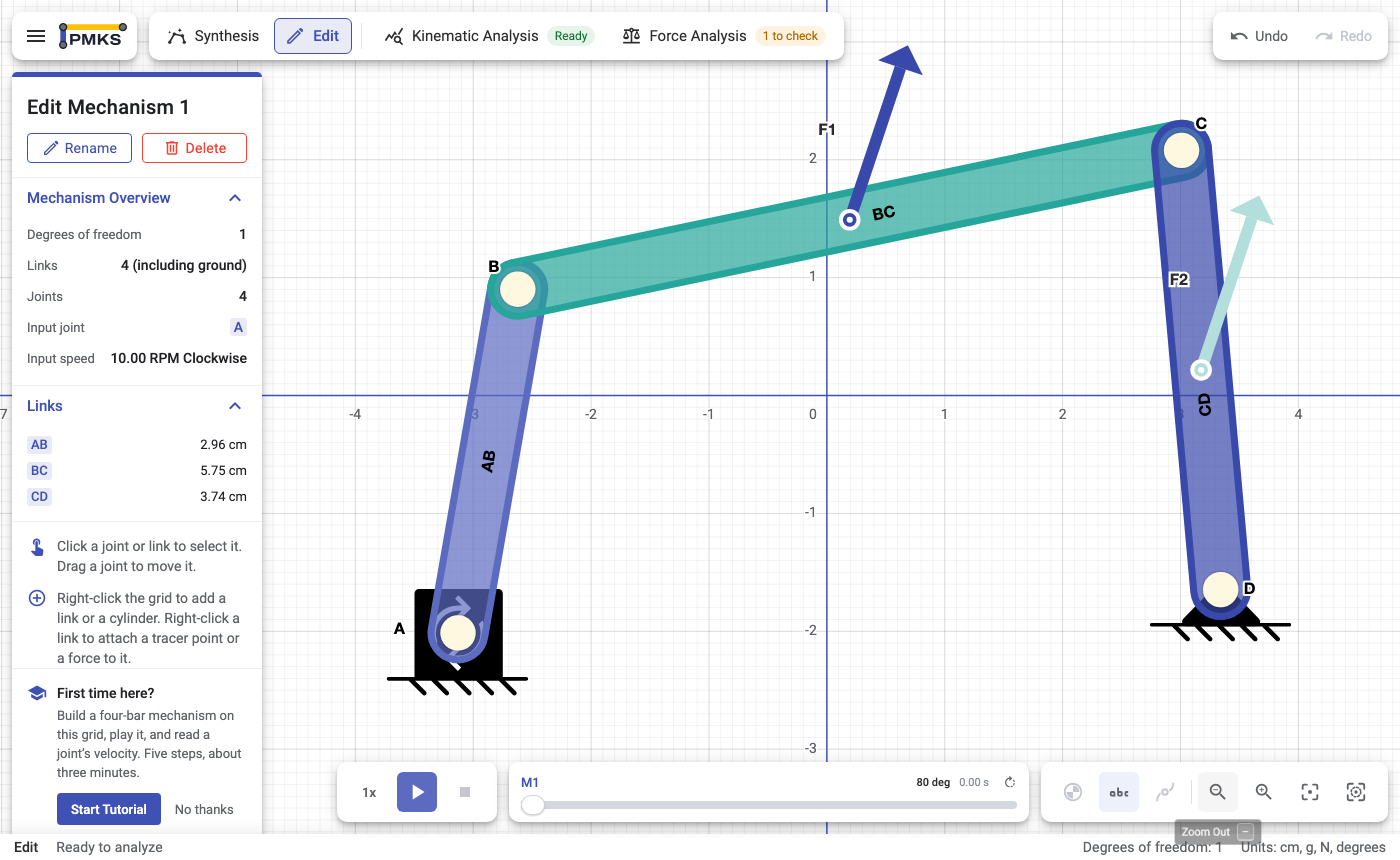 PMKS
Synthesis
Edit
Kinematic Analysis
Ready
Force Analysis
1 to check
Undo
Redo
Edit Mechanism 1
Rename
Delete
Mechanism Overview
Degrees of freedom 1
Links 4 (including ground)
Joints 4
Input joint A
Input speed 10.00 RPM Clockwise
Links
AB 2.96 cm
BC 5.75 cm
CD 3.74 cm
Click a joint or link to select it.
Drag a joint to move it.
Right-click the grid to add a
link or a cylinder. Right-click a
link to attach a tracer point or
a force to it.
First time here?
Build a four-bar mechanism on
this grid, play it, and read a
joint's velocity. Five steps, about
three minutes.
Start Tutorial
No thanks
F1
C
2
BC
B
1
F2
7
-4
3
-2
-1
0
1
2
3
4
CD
AB
-1
D
A
-2
-3
1x
M1
80 deg
0.00 s
abc
Zoom Out –
Edit
Ready to analyze
Degrees of freedom: 1
Units: cm, g, N, degrees